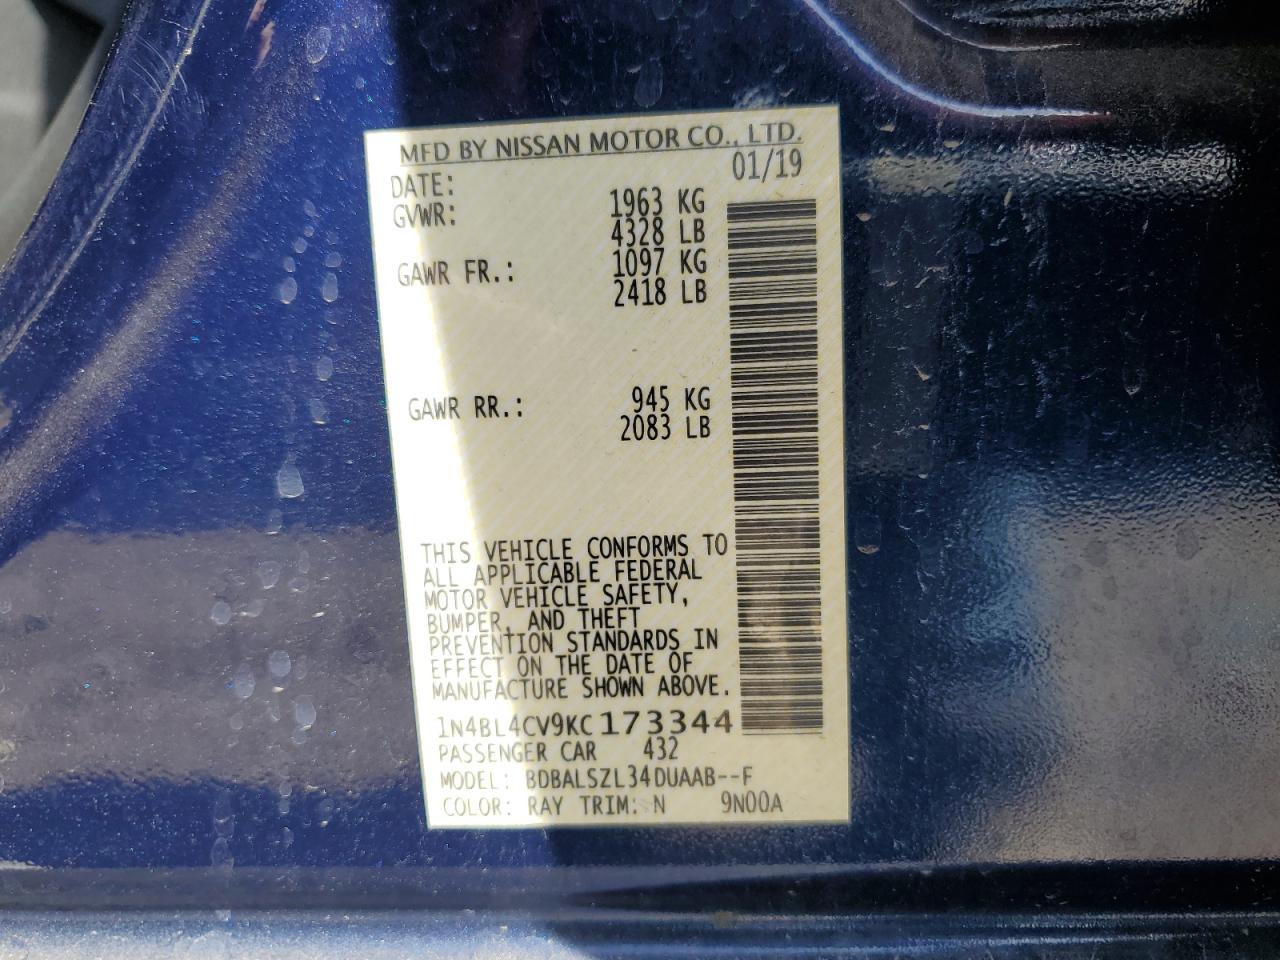 MFD BY NISSAN MOTOR CO., LTD.
DATE: 01/19
GVWR: 1963 KG
4328 LB
GAWR FR.: 1097 KG
2418 LB
GAWR RR.: 945 KG
2083 LB
THIS VEHICLE CONFORMS TO
ALL APPLICABLE FEDERAL
MOTOR VEHICLE SAFETY,
BUMPER, AND THEFT
PREVENTION STANDARDS IN
EFFECT ON THE DATE OF
MANUFACTURE SHOWN ABOVE.
1N4BL4CV9KC173344
PASSENGER CAR 432
MODEL: BDBALSZL34DUAAB--F
COLOR: RAY TRIM: N 9N00A